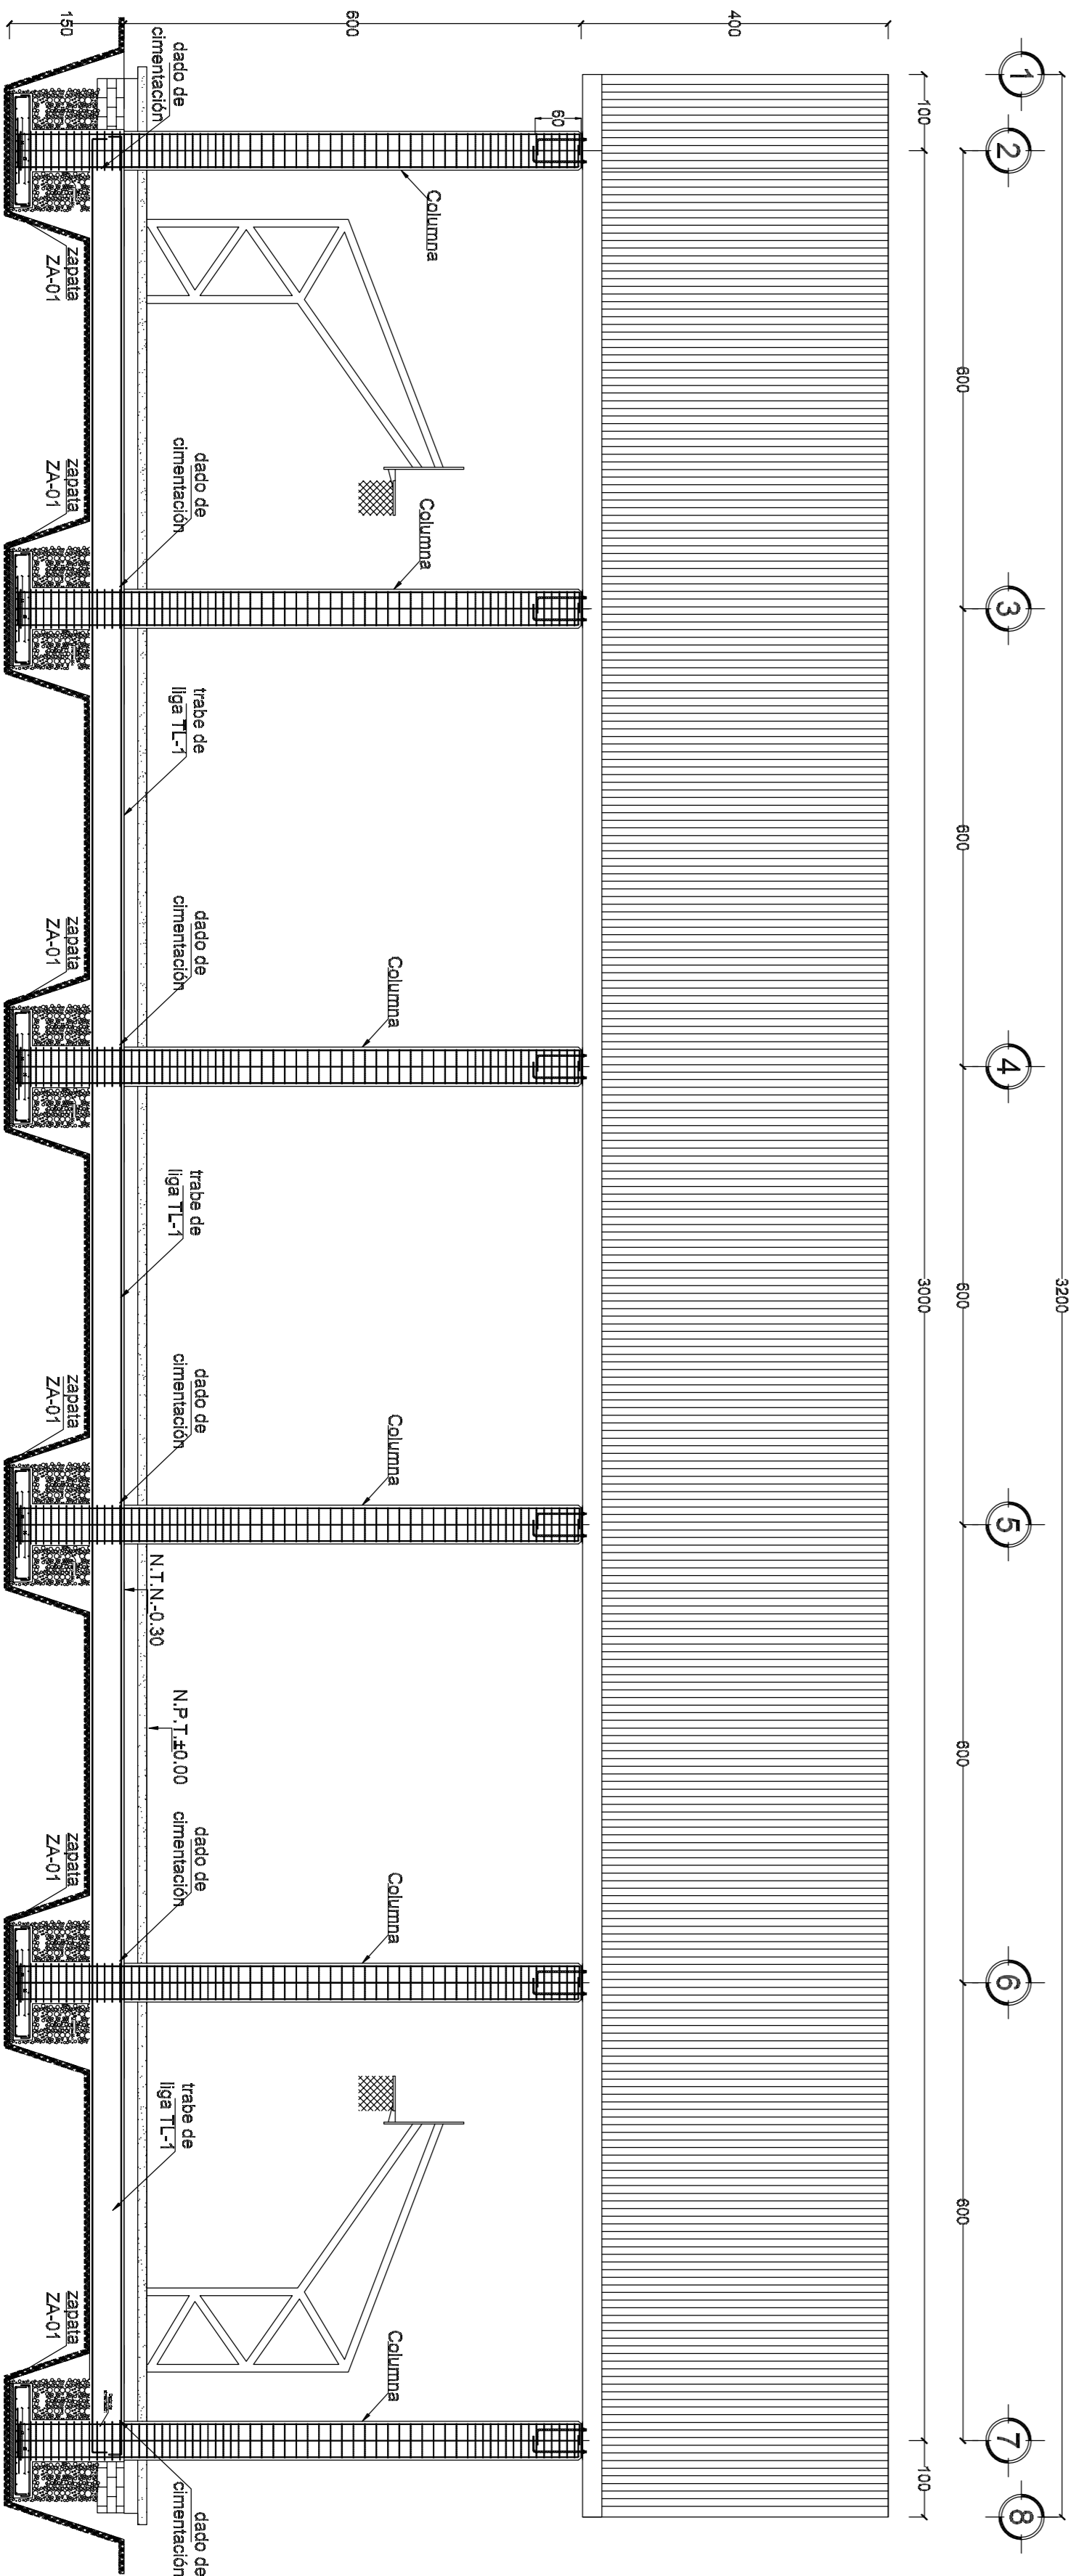 3200
1
2
3
4
5
6
7
8
600
600
600
600
600
100
3000
100
400
600
150
60
Columna
Columna
Columna
Columna
Columna
Columna
dado de
cimentación
dado de
cimentación
dado de
cimentación
dado de
cimentación
dado de
cimentación
dado de
cimentación
trabe de
liga TL-1
trabe de
liga TL-1
trabe de
liga TL-1
N.T.N.-0.30
N.P.T.±0.00
zapata
ZA-01
zapata
ZA-01
zapata
ZA-01
zapata
ZA-01
zapata
ZA-01
zapata
ZA-01